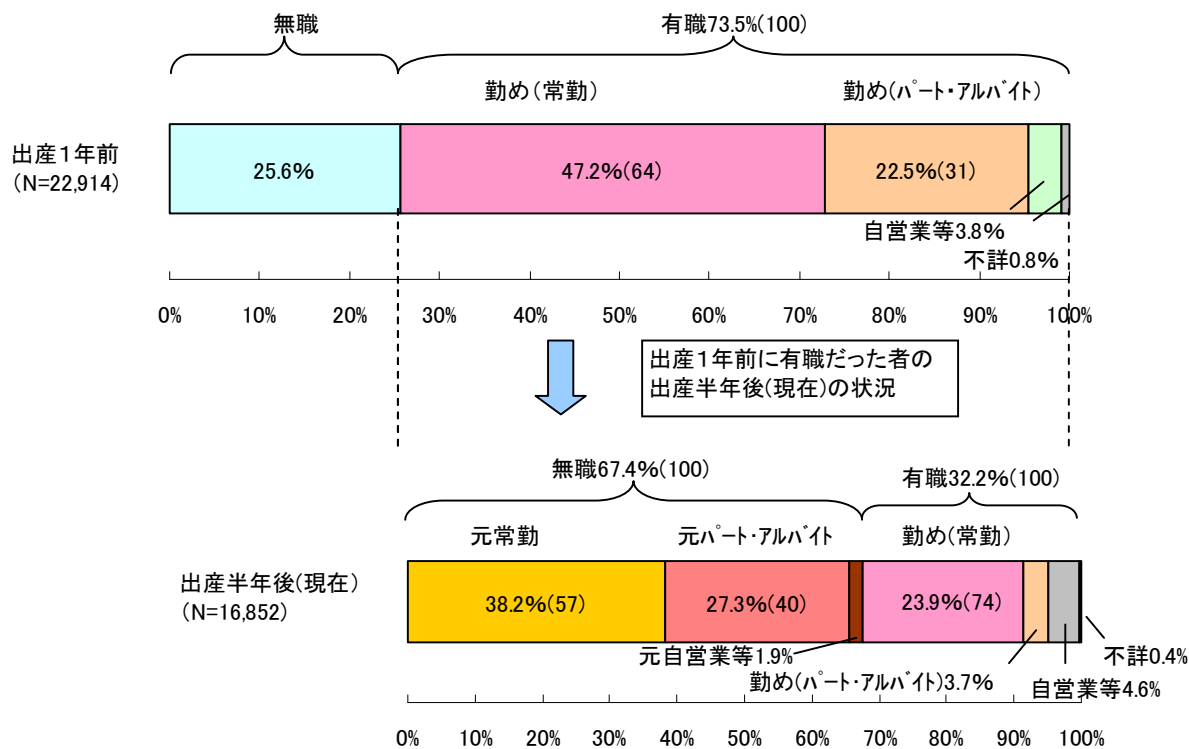 無職
有職73.5%(100)
勤め(常勤)
勤め(パート・アルバイト)
出産1年前
(N=22,914)
25.6%
47.2%(64)
22.5%(31)
自営業等3.8%
不詳0.8%
0% 10% 20% 30% 40% 50% 60% 70% 80% 90% 100%
出産1年前に有職だった者の
出産半年後(現在)の状況
無職67.4%(100)
有職32.2%(100)
元常勤
元パート・アルバイト
勤め(常勤)
出産半年後(現在)
(N=16,852)
38.2%(57)
27.3%(40)
23.9%(74)
元自営業等1.9%
不詳0.4%
勤め(パート・アルバイト)3.7%
自営業等4.6%
0% 10% 20% 30% 40% 50% 60% 70% 80% 90% 100%